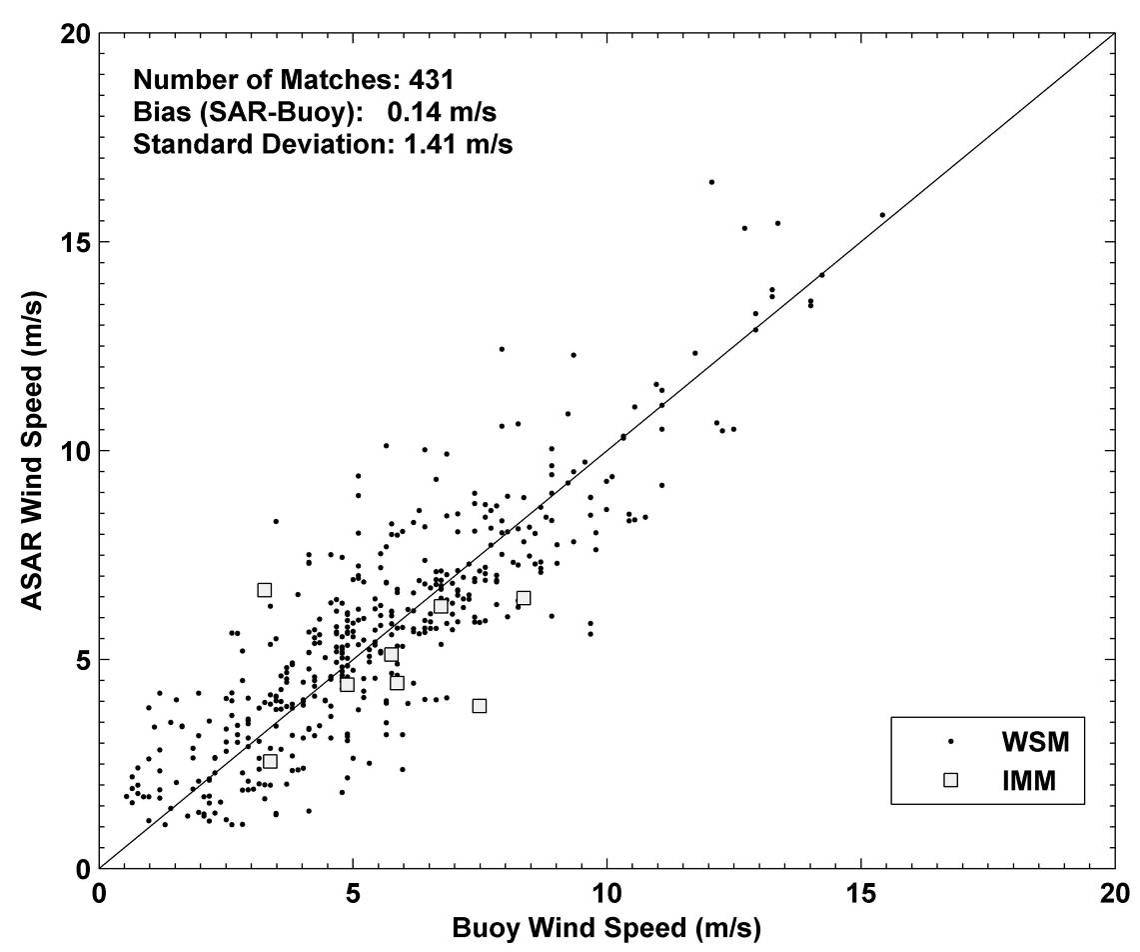 20
Number of Matches: 431
Bias (SAR-Buoy): 0.14 m/s
Standard Deviation: 1.41 m/s
15
10
5
0
ASAR Wind Speed (m/s)
WSM
IMM
0 5 10 15 20
Buoy Wind Speed (m/s)